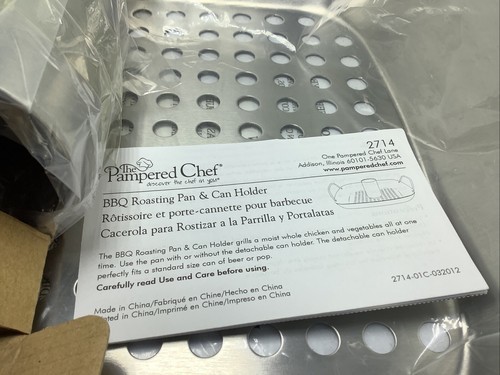 The
Pampered Chef®
discover the chef in you®
2714
One Pampered Chef Lane
Addison, Illinois 60101-5630 USA
www.pamperedchef.com
BBQ Roasting Pan & Can Holder
Rôtissoire et porte-cannette pour barbecue
Cacerola para Rostizar a la Parrilla y Portalatas
The BBQ Roasting Pan & Can Holder grills a moist whole chicken and vegetables all at one
time. Use the pan with or without the detachable can holder. The detachable can holder
perfectly fits a standard size can of beer or pop.
Carefully read Use and Care before using.
Made in China/Fabriqué en Chine/Hecho en China
Printed in China/Imprimé en Chine/Impreso en China
2714-01C-032012